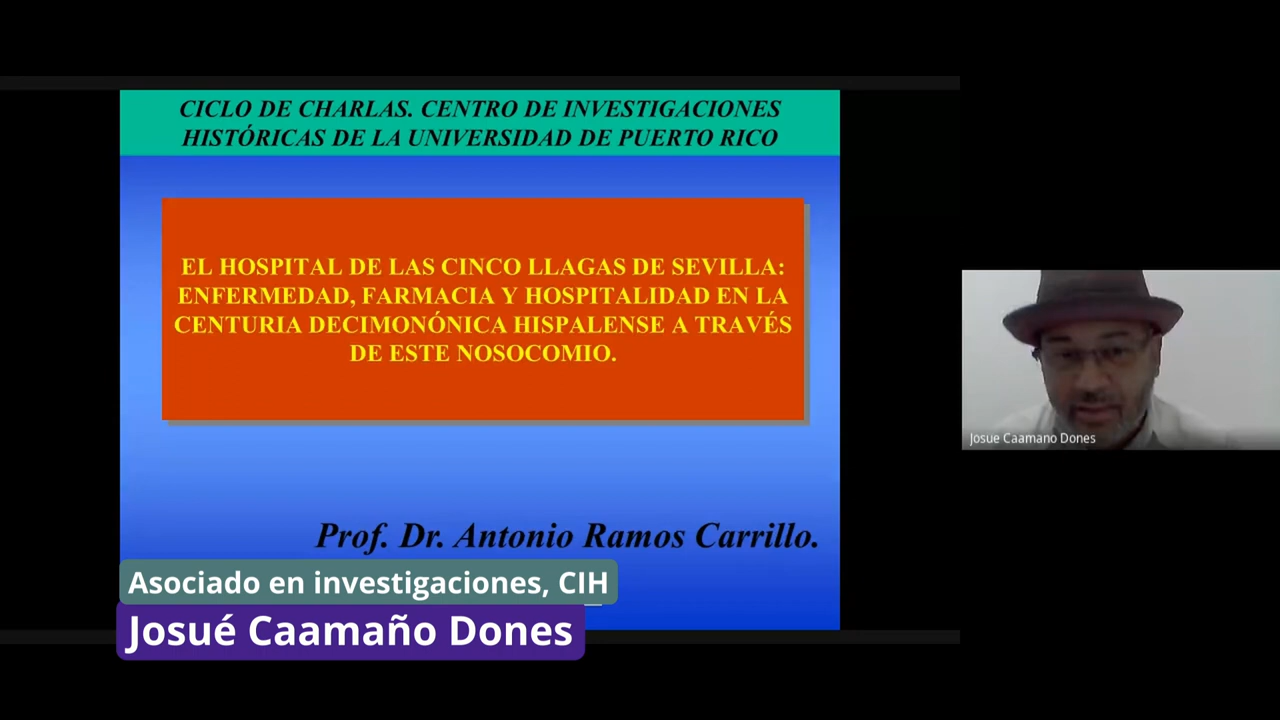 CICLO DE CHARLAS. CENTRO DE INVESTIGACIONES
HISTÓRICAS DE LA UNIVERSIDAD DE PUERTO RICO
EL HOSPITAL DE LAS CINCO LLAGAS DE SEVILLA:
ENFERMEDAD, FARMACIA Y HOSPITALIDAD EN LA
CENTURIA DECIMONÓNICA HISPALENSE A TRAVÉS
DE ESTE NOSOCOMIO.
Prof. Dr. Antonio Ramos Carrillo.
Asociado en investigaciones, CIH
Josué Caamaño Dones
Josue Caamano Dones